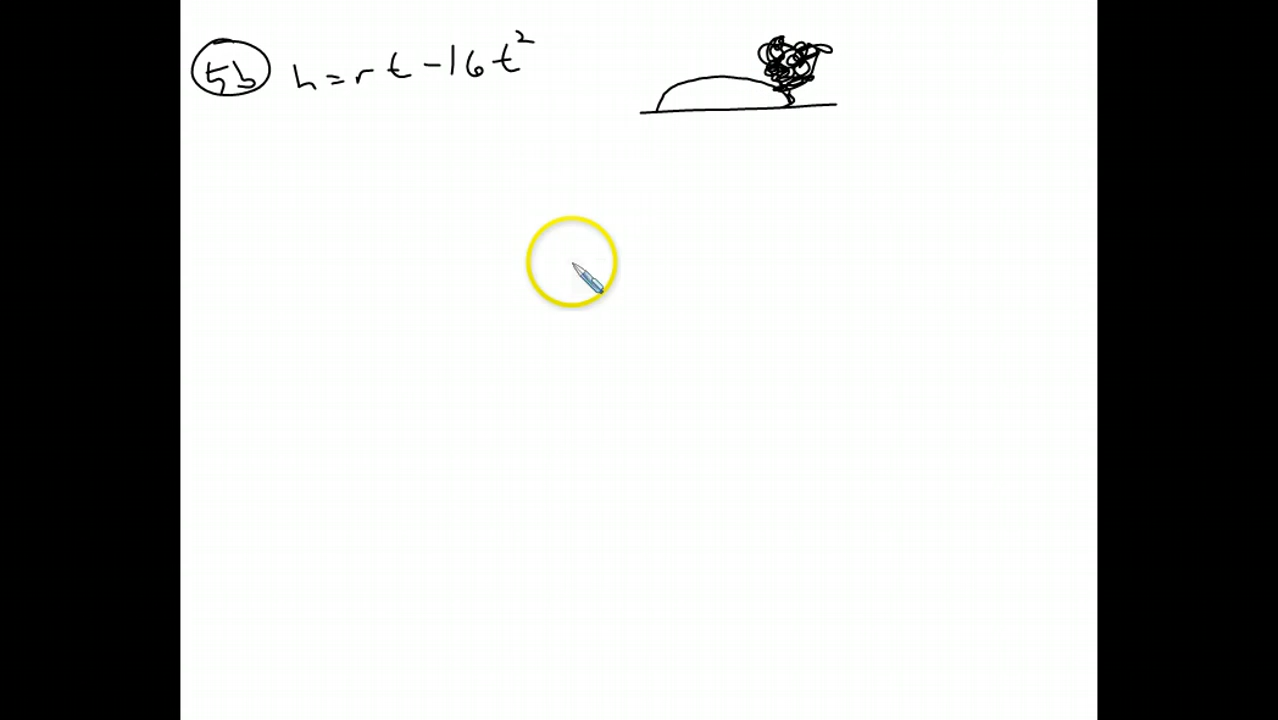 5b h = rt - 16t²